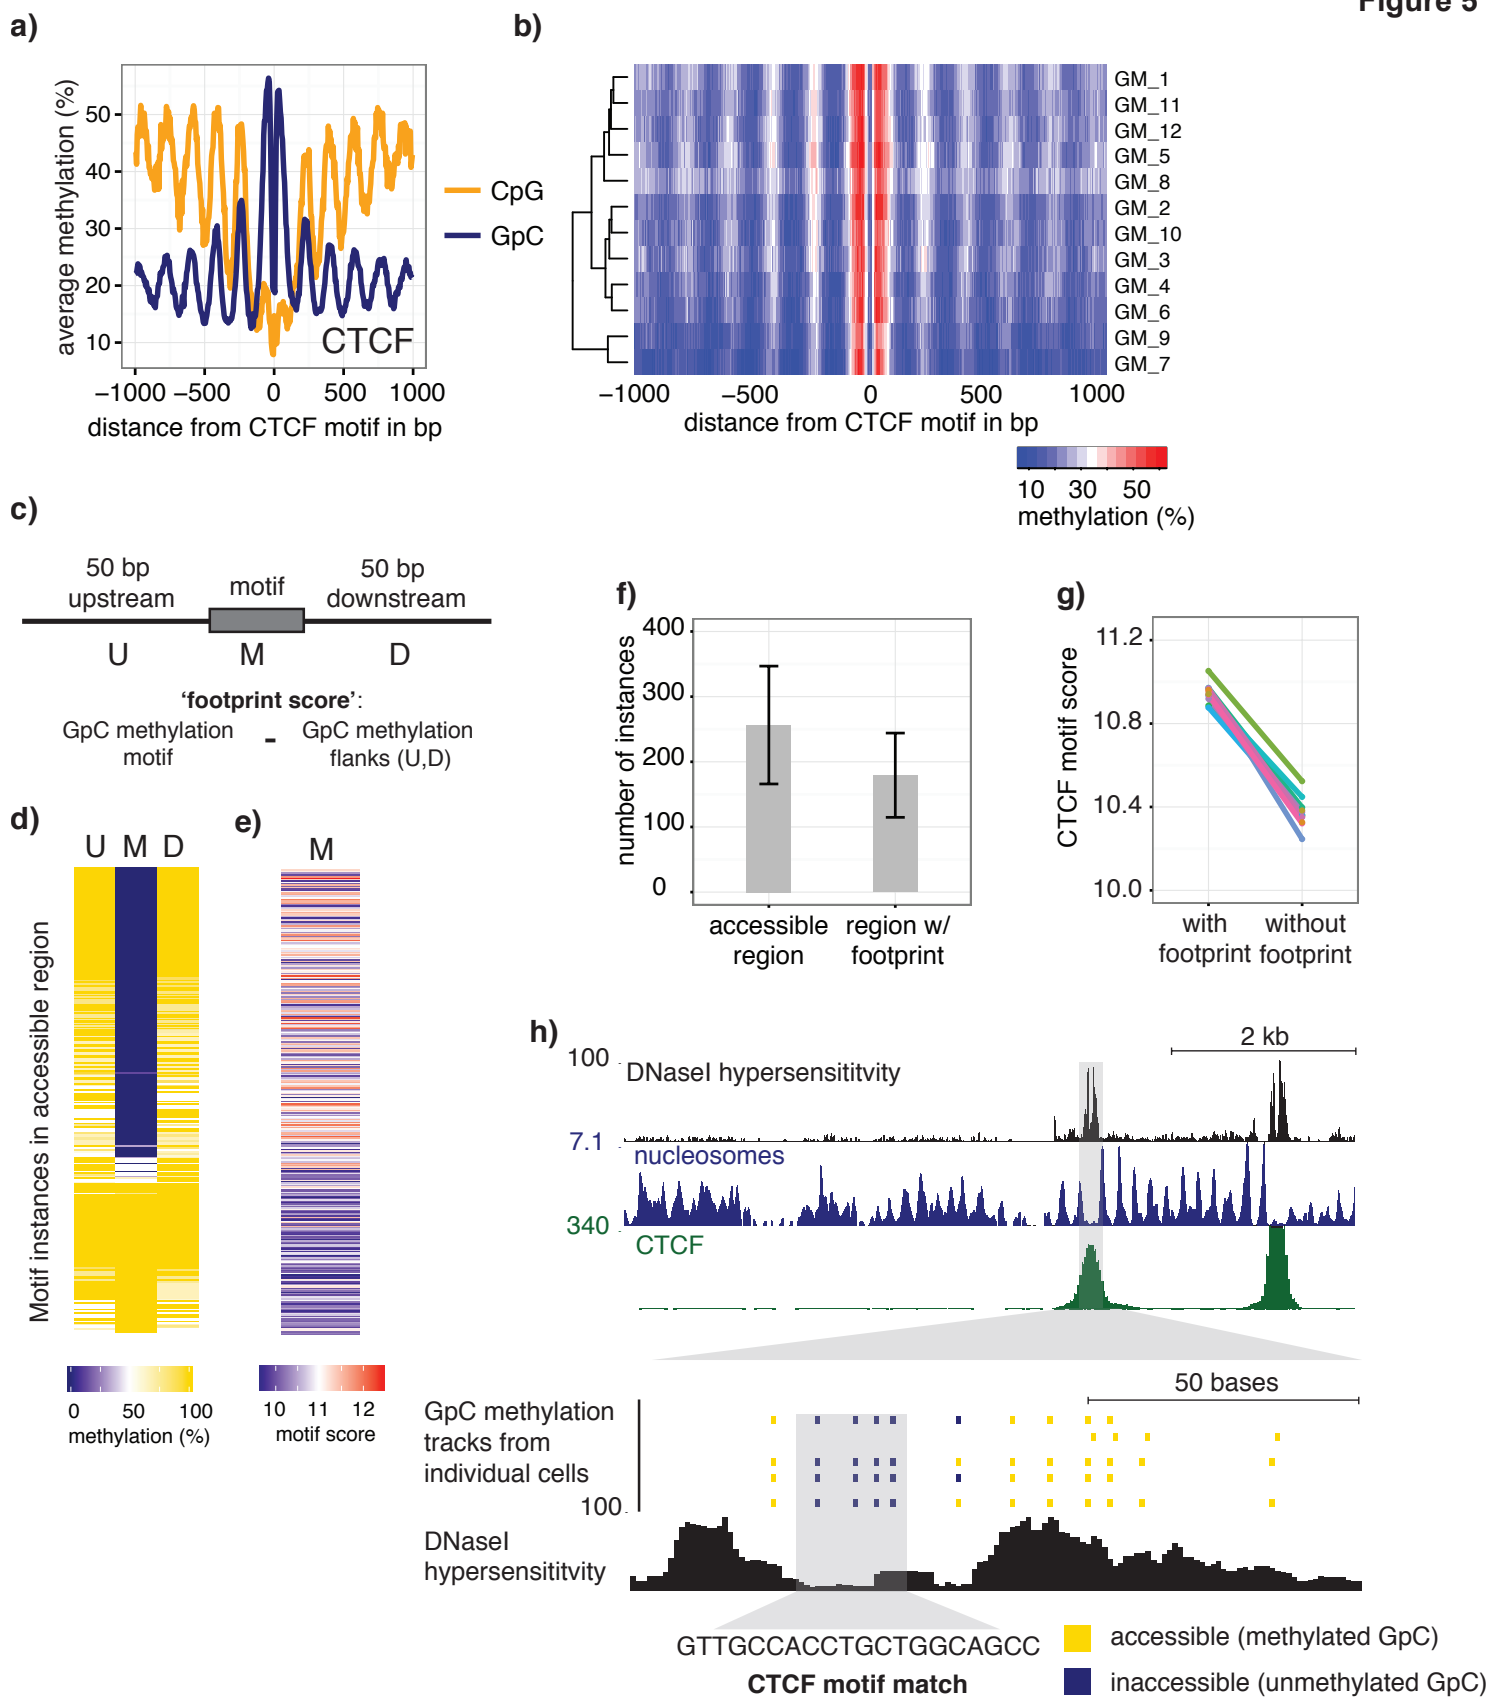 Figure 5
a)
average methylation (%)
50
40
30
20
10
CTCF
−1000 −500 0 500 1000
distance from CTCF motif in bp
CpG
GpC
b)
GM_1
GM_11
GM_12
GM_5
GM_8
GM_2
GM_10
GM_3
GM_4
GM_6
GM_9
GM_7
−1000 −500 0 500 1000
distance from CTCF motif in bp
10 30 50
methylation (%)
c)
50 bp
upstream
motif
50 bp
downstream
U M D
‘footprint score’:
GpC methylation
motif
-
GpC methylation
flanks (U,D)
d)
U M D
Motif instances in accessible region
0 50 100
methylation (%)
e)
M
10 11 12
motif score
f)
number of instances
400
300
200
100
0
accessible
region
region w/
footprint
g)
CTCF motif score
11.2
10.8
10.4
10.0
with
footprint
without
footprint
h)
2 kb
100
DNaseI hypersensititvity
7.1
nucleosomes
340
CTCF
50 bases
GpC methylation
tracks from
individual cells
100
DNaseI
hypersensititvity
GTTGCCACCTGCTGGCAGCC
CTCF motif match
accessible (methylated GpC)
inaccessible (unmethylated GpC)